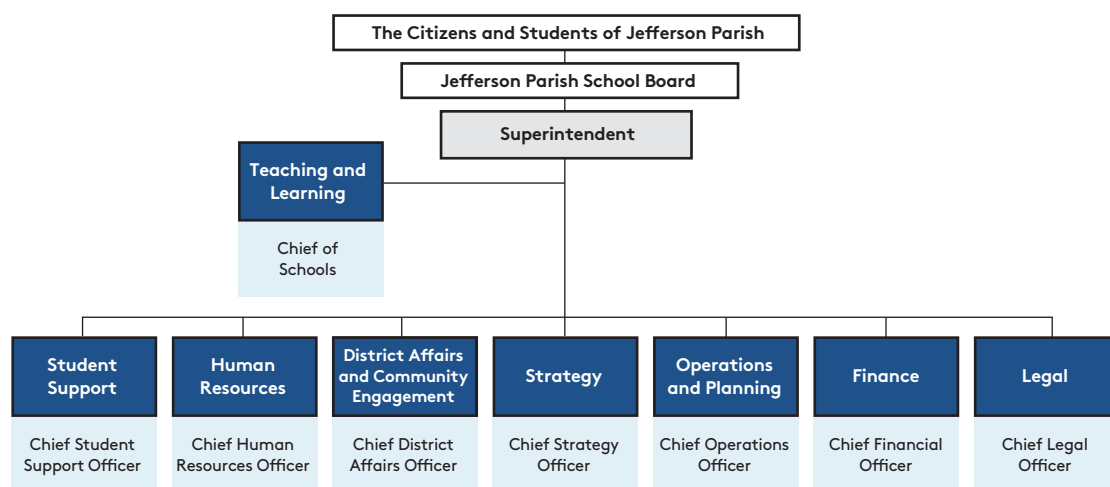 The Citizens and Students of Jefferson Parish
Jefferson Parish School Board
Superintendent
Teaching and
Learning
Chief of
Schools
Student
Support
Chief Student
Support Officer
Human
Resources
Chief Human
Resources Officer
District Affairs
and Community
Engagement
Chief District
Affairs Officer
Strategy
Chief Strategy
Officer
Operations
and Planning
Chief Operations
Officer
Finance
Chief Financial
Officer
Legal
Chief Legal
Officer